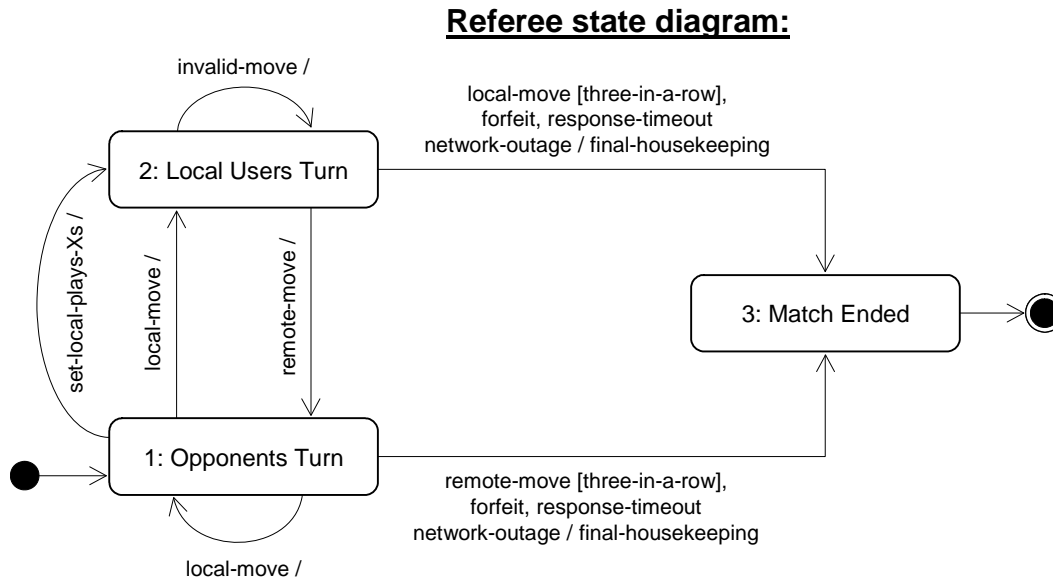 Referee state diagram:
invalid-move /
local-move [three-in-a-row],
forfeit, response-timeout
network-outage / final-housekeeping
2: Local Users Turn
set-local-plays-Xs /
local-move /
remote-move /
3: Match Ended
1: Opponents Turn
remote-move [three-in-a-row],
forfeit, response-timeout
network-outage / final-housekeeping
local-move /